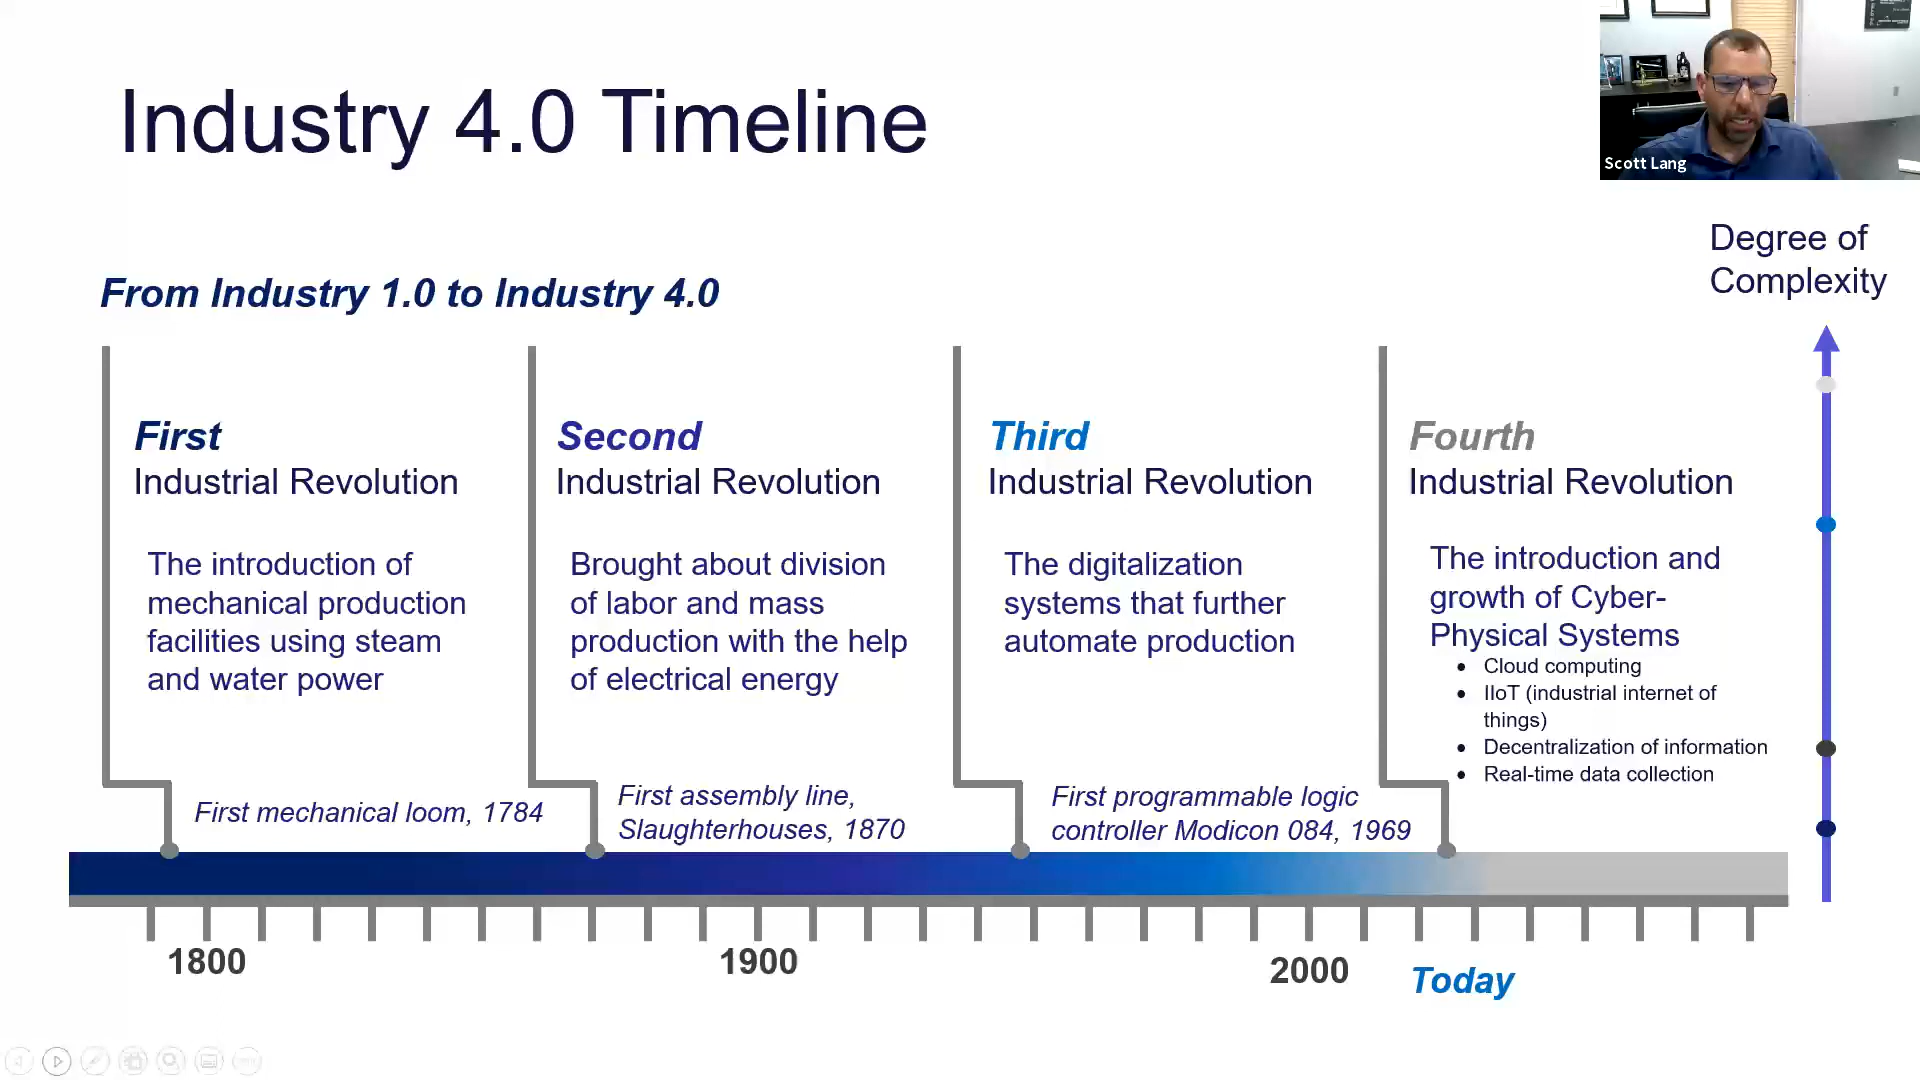 Industry 4.0 Timeline
Scott Lang
Degree of
Complexity
From Industry 1.0 to Industry 4.0
First
Industrial Revolution
The introduction of
mechanical production
facilities using steam
and water power
First mechanical loom, 1784
Second
Industrial Revolution
Brought about division
of labor and mass
production with the help
of electrical energy
First assembly line,
Slaughterhouses, 1870
Third
Industrial Revolution
The digitalization
systems that further
automate production
First programmable logic
controller Modicon 084, 1969
Fourth
Industrial Revolution
The introduction and
growth of Cyber-
Physical Systems
• Cloud computing
• IIoT (industrial internet of
things)
• Decentralization of information
• Real-time data collection
1800
1900
2000
Today